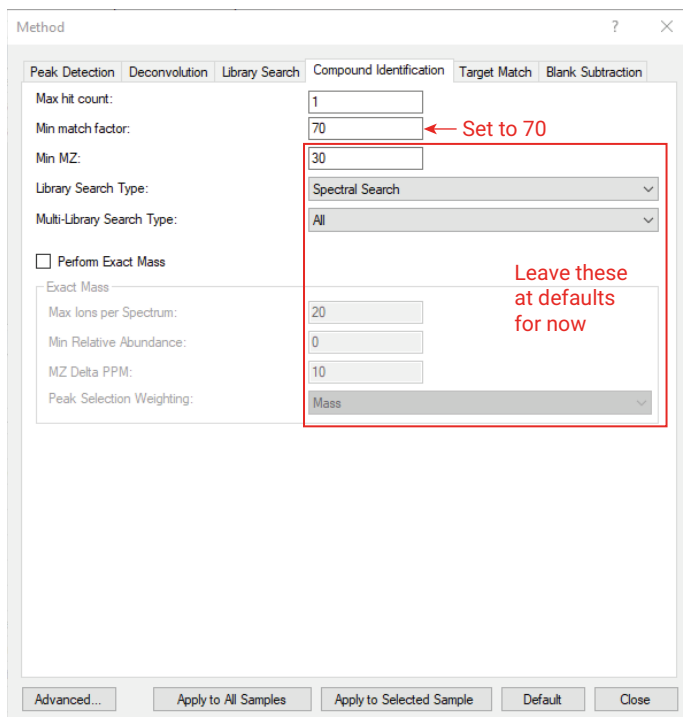 Method ? ×
Peak Detection Deconvolution Library Search Compound Identification Target Match Blank Subtraction
Max hit count: 1
Min match factor: 70 Set to 70
Min MZ: 30
Library Search Type: Spectral Search
Multi-Library Search Type: All
Perform Exact Mass
Leave these
at defaults
for now
Exact Mass
Max Ions per Spectrum: 20
Min Relative Abundance: 0
MZ Delta PPM: 10
Peak Selection Weighting: Mass
Advanced... Apply to All Samples Apply to Selected Sample Default Close